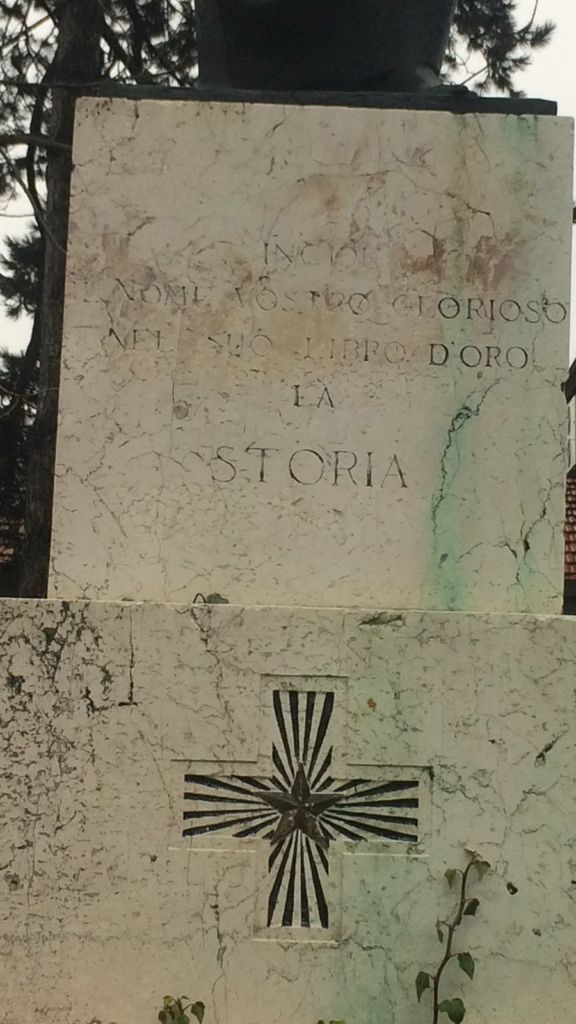 INCIDE
NOME VOSTRO GLORIOSO
NEL SUO LIBRO D'ORO
LA
STORIA